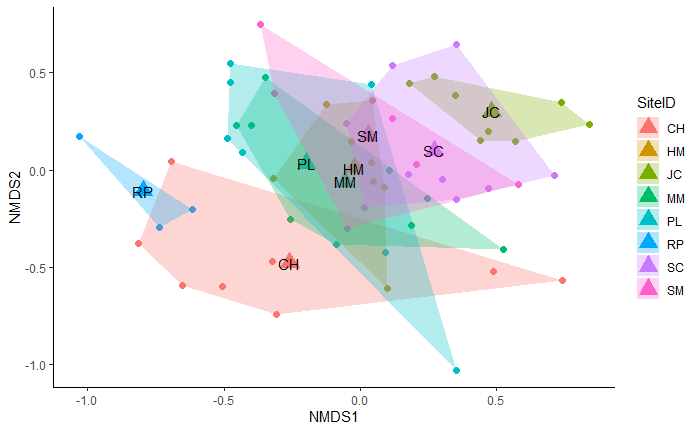 0.5
0.0
-0.5
-1.0
NMDS2
-1.0
-0.5
0.0
0.5
NMDS1
JC
SM
SC
PL
HM
MM
RP
CH
SiteID
CH
HM
JC
MM
PL
RP
SC
SM